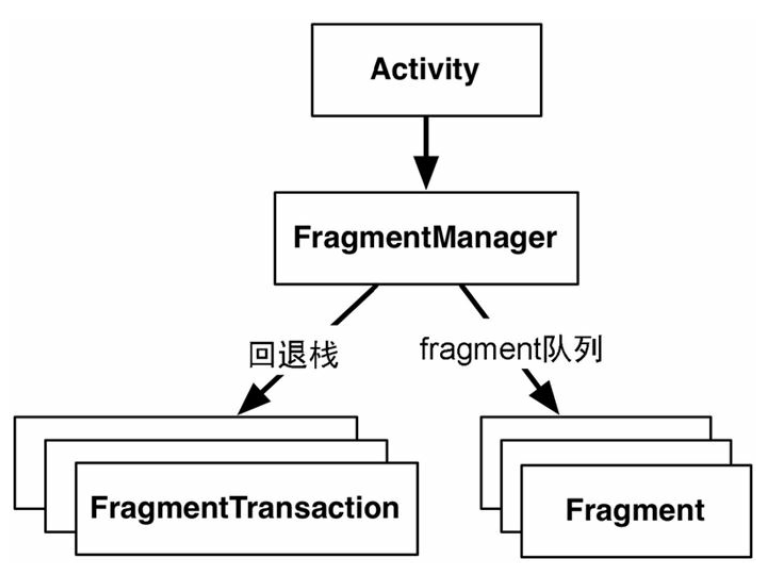 Activity
FragmentManager
回退栈
fragment队列
FragmentTransaction
Fragment